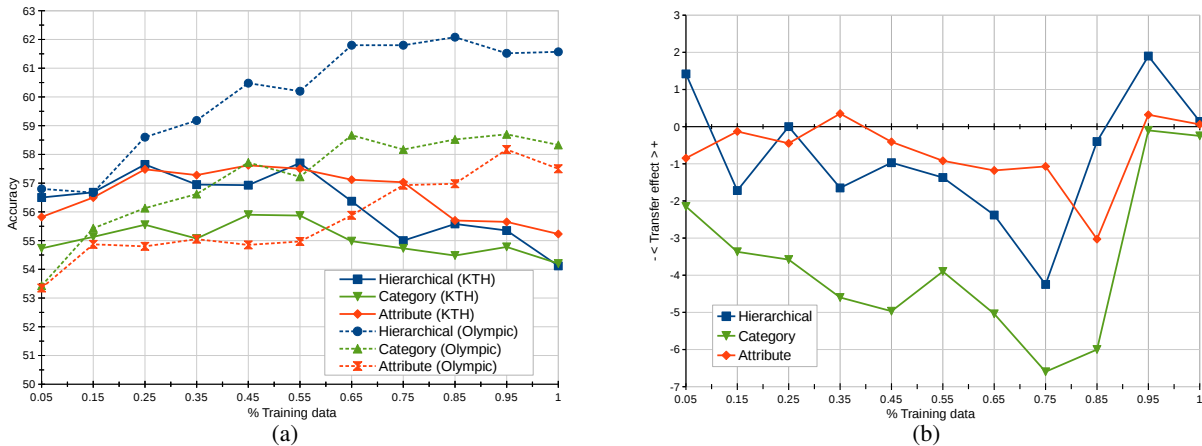 63
62
61
60
59
58
57
56
55
54
53
52
51
50
Accuracy
0.05 0.15 0.25 0.35 0.45 0.55 0.65 0.75 0.85 0.95 1
% Training data
Hierarchical (KTH)
Category (KTH)
Attribute (KTH)
Hierarchical (Olympic)
Category (Olympic)
Attribute (Olympic)
(a)
3
2
1
0
-1
-2
-3
-4
-5
-6
-7
- < Transfer effect > +
0.05 0.15 0.25 0.35 0.45 0.55 0.65 0.75 0.85 0.95 1
% Training data
Hierarchical
Category
Attribute
(b)